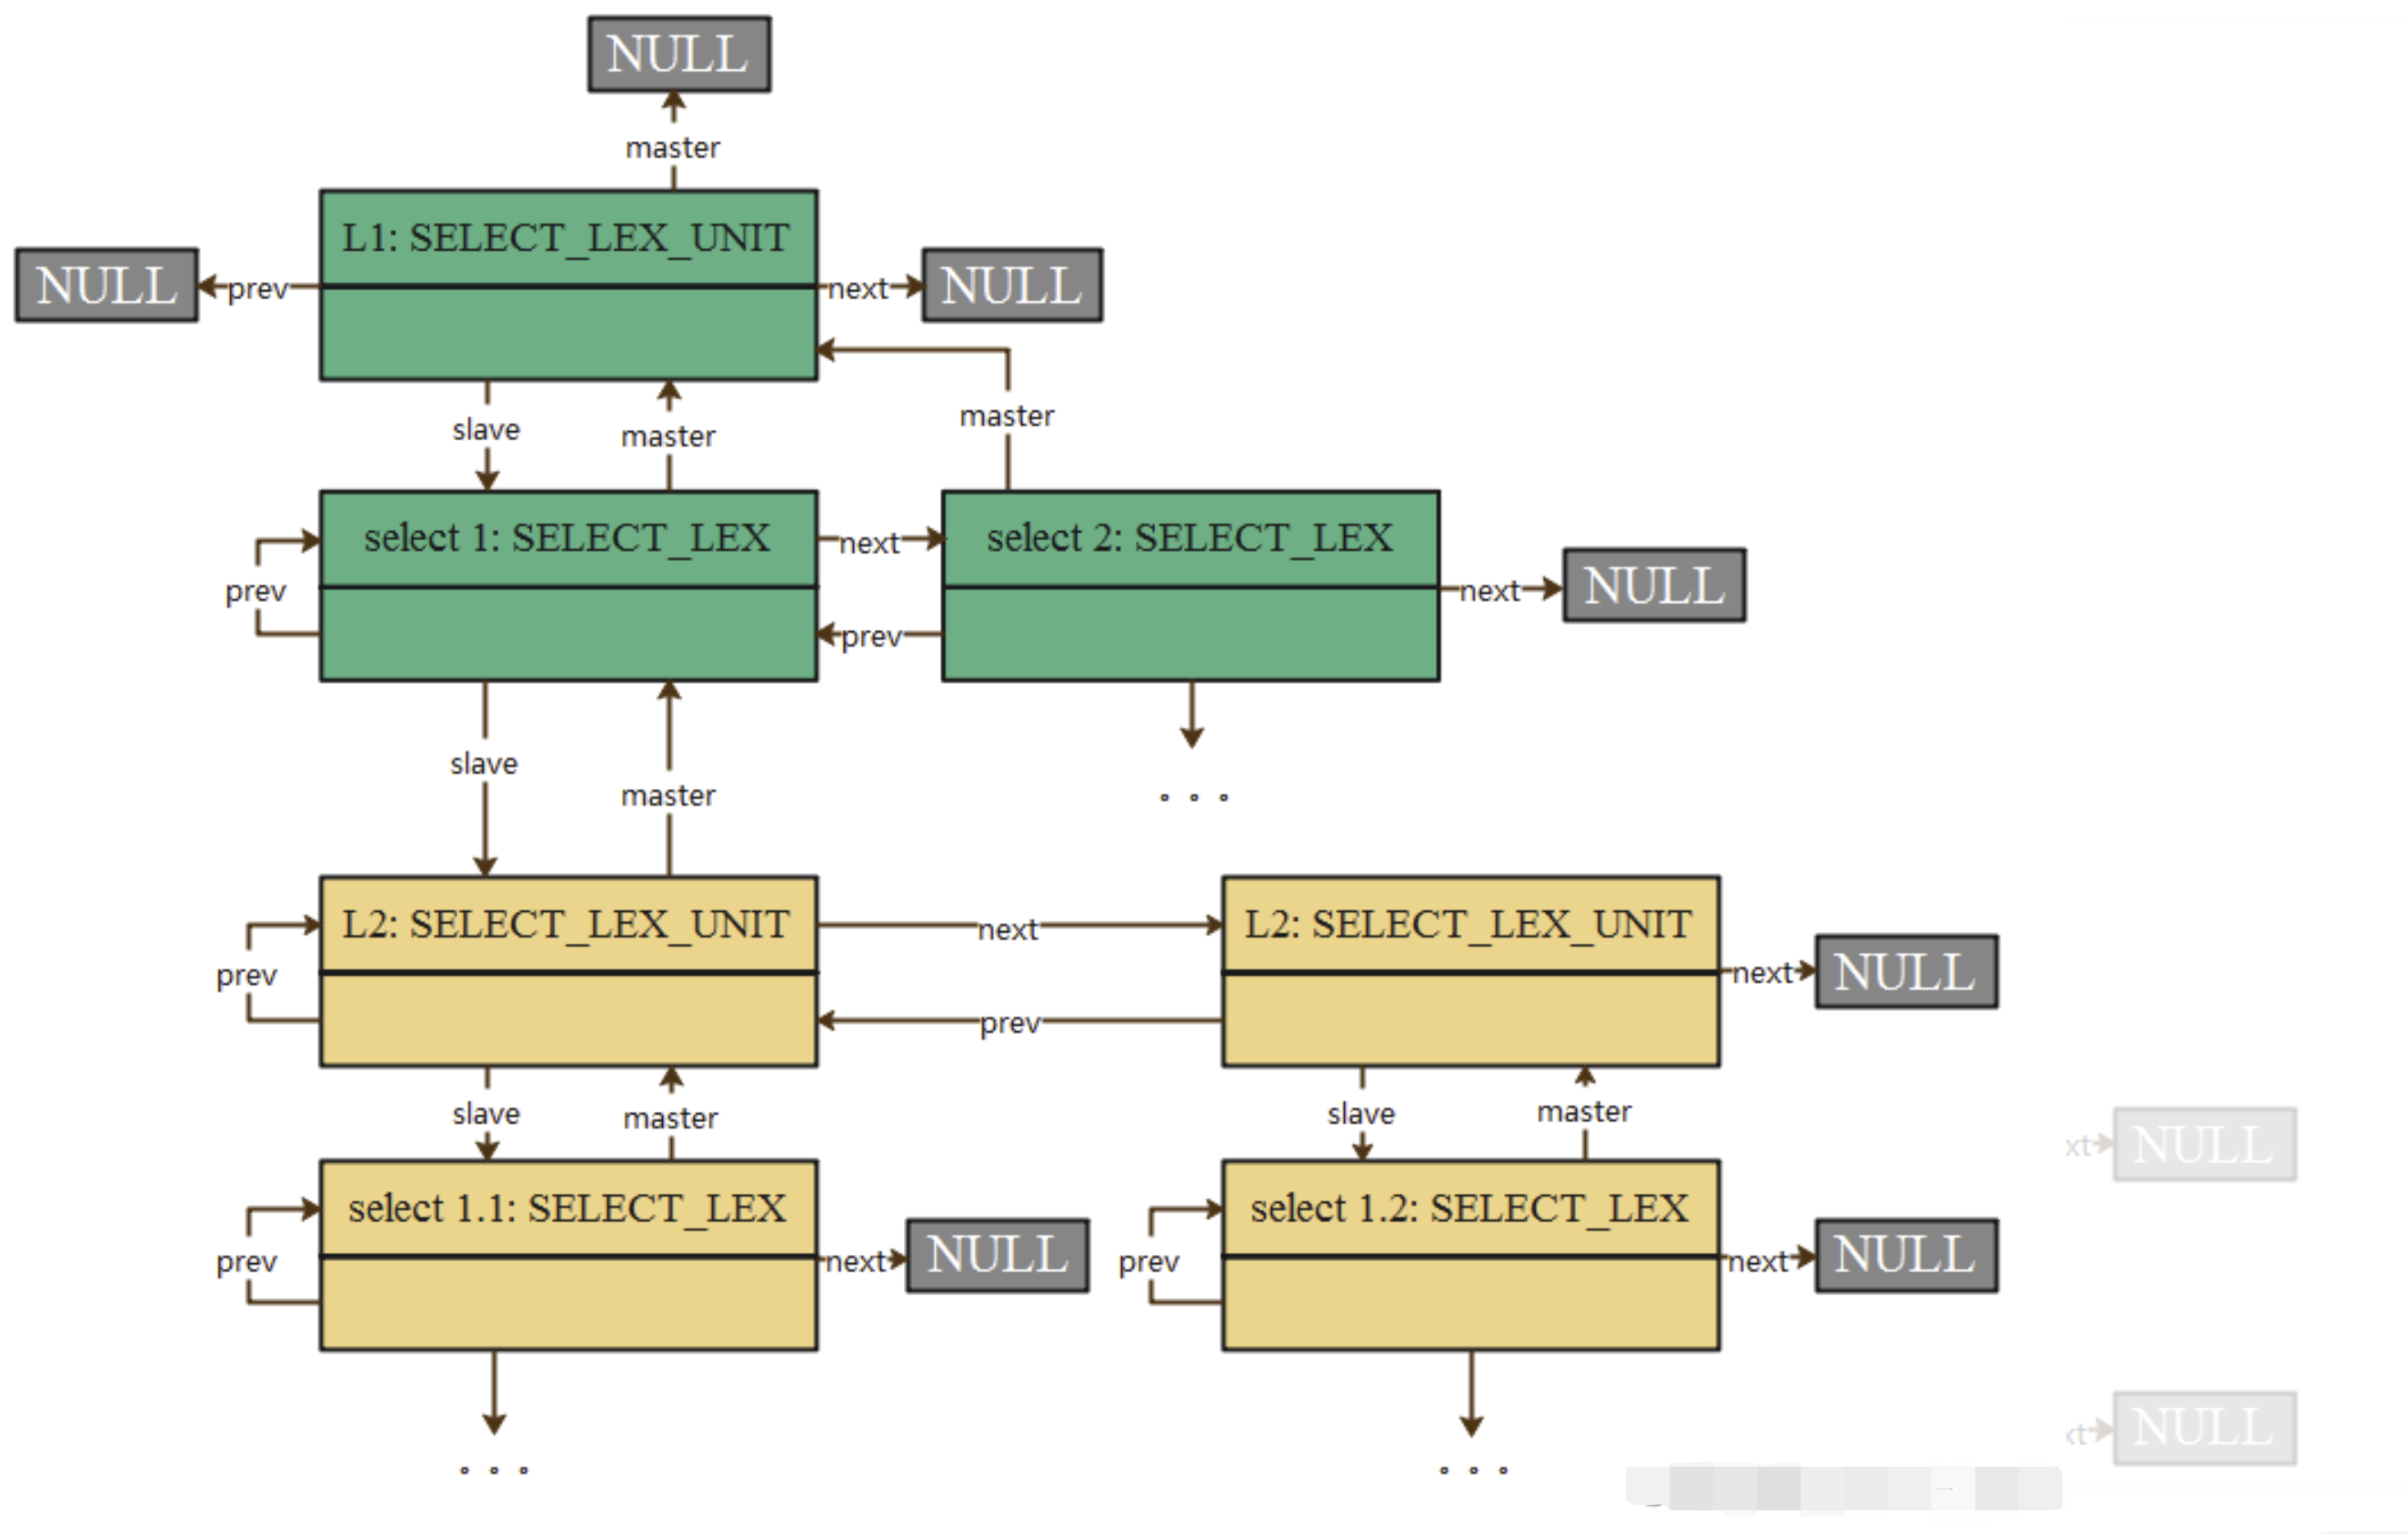 NULL
master
L1: SELECT_LEX_UNIT
NULL
prev
next
NULL
slave
master
master
select 1: SELECT_LEX
next
select 2: SELECT_LEX
prev
next
NULL
prev
slave
master
. . .
L2: SELECT_LEX_UNIT
next
L2: SELECT_LEX_UNIT
prev
next
NULL
prev
slave
master
slave
master
xt
NULL
select 1.1: SELECT_LEX
select 1.2: SELECT_LEX
prev
next
NULL
prev
next
NULL
xt
NULL
. . .
. . .